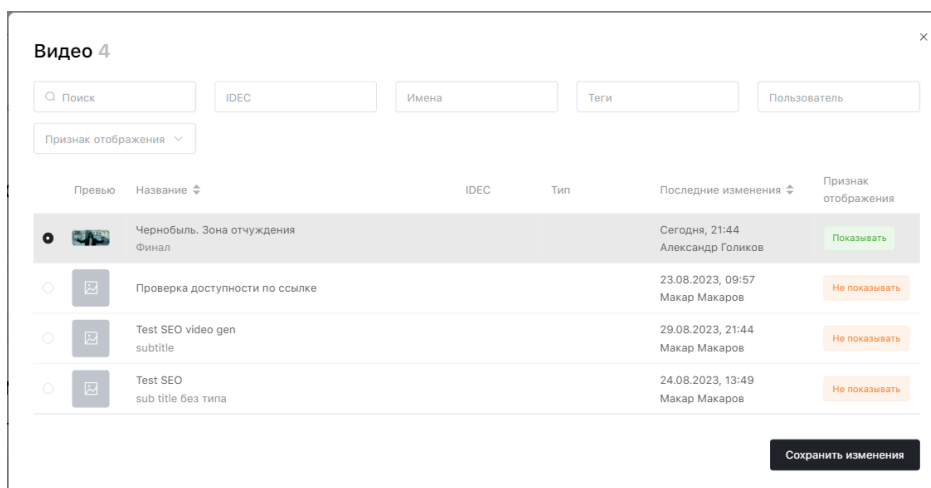 Видео 4
Поиск
IDEC
Имена
Теги
Пользователь
Признак отображения
Превью
Название
IDEC
Тип
Последние изменения
Признак
отображения
Чернобыль. Зона отчуждения
Финал
Сегодня, 21:44
Александр Голиков
Показывать
Проверка доступности по ссылке
23.08.2023, 09:57
Макар Макаров
Не показывать
Test SEO video gen
subtitle
29.08.2023, 21:44
Макар Макаров
Не показывать
Test SEO
sub title без типа
24.08.2023, 13:49
Макар Макаров
Не показывать
Сохранить изменения